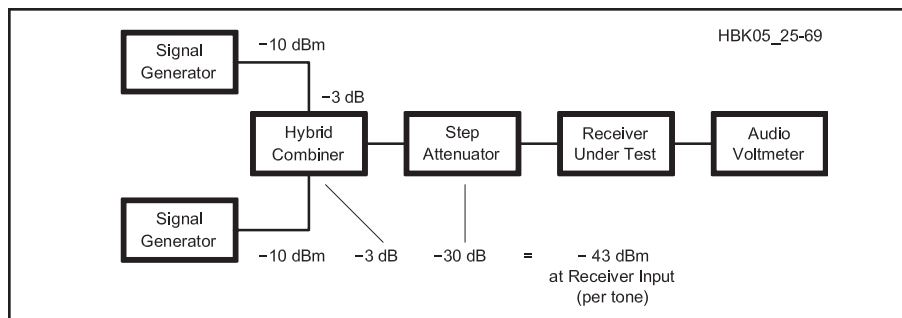 HBK05_25-69
Signal
Generator
−10 dBm
−3 dB
Hybrid
Combiner
Step
Attenuator
Receiver
Under Test
Audio
Voltmeter
Signal
Generator
−10 dBm −3 dB −30 dB = − 43 dBm
at Receiver Input
(per tone)